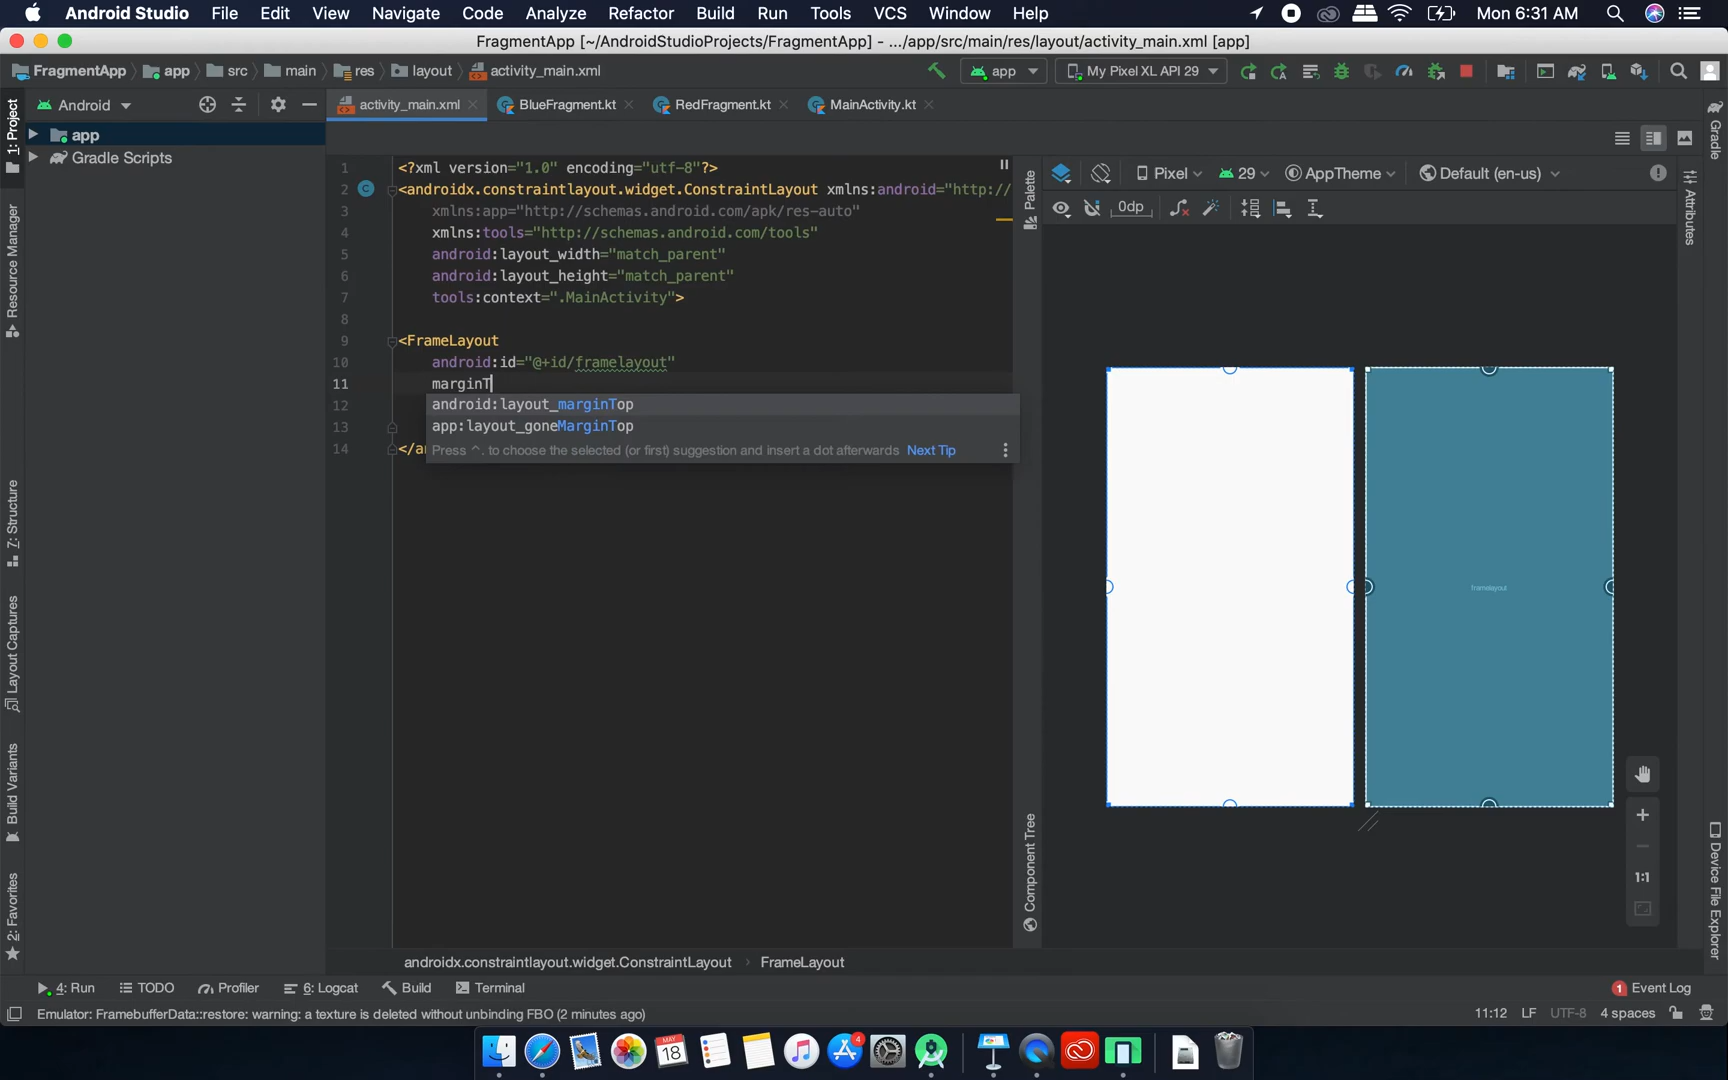 Android Studio File Edit View Navigate Code Analyze Refactor Build Run Tools VCS Window Help Mon 6:31 AM
FragmentApp [~/AndroidStudioProjects/FragmentApp] - .../app/src/main/res/layout/activity_main.xml [app]
FragmentApp app src main res layout activity_main.xml app My Pixel XL API 29
Android activity_main.xml BlueFragment.kt RedFragment.kt MainActivity.kt
app
Gradle Scripts
1: Project
Resource Manager
7: Structure
Layout Captures
Build Variants
2: Favorites
1 <?xml version="1.0" encoding="utf-8"?>
2 <androidx.constraintlayout.widget.ConstraintLayout xmlns:android="http://
3 xmlns:app="http://schemas.android.com/apk/res-auto"
4 xmlns:tools="http://schemas.android.com/tools"
5 android:layout_width="match_parent"
6 android:layout_height="match_parent"
7 tools:context=".MainActivity">
8
9 <FrameLayout
10 android:id="@+id/framelayout"
11 marginT
12 android:layout_marginTop
13 app:layout_goneMarginTop
14 </an
Press ^. to choose the selected (or first) suggestion and insert a dot afterwards Next Tip
Palette
Component Tree
Pixel 29 AppTheme Default (en-us)
0dp
framelayout
1:1
Gradle
Attributes
Device File Explorer
androidx.constraintlayout.widget.ConstraintLayout FrameLayout
4: Run TODO Profiler 6: Logcat Build Terminal 1 Event Log
Emulator: FramebufferData::restore: warning: a texture is deleted without unbinding FBO (2 minutes ago) 11:12 LF UTF-8 4 spaces
MAY
18
4